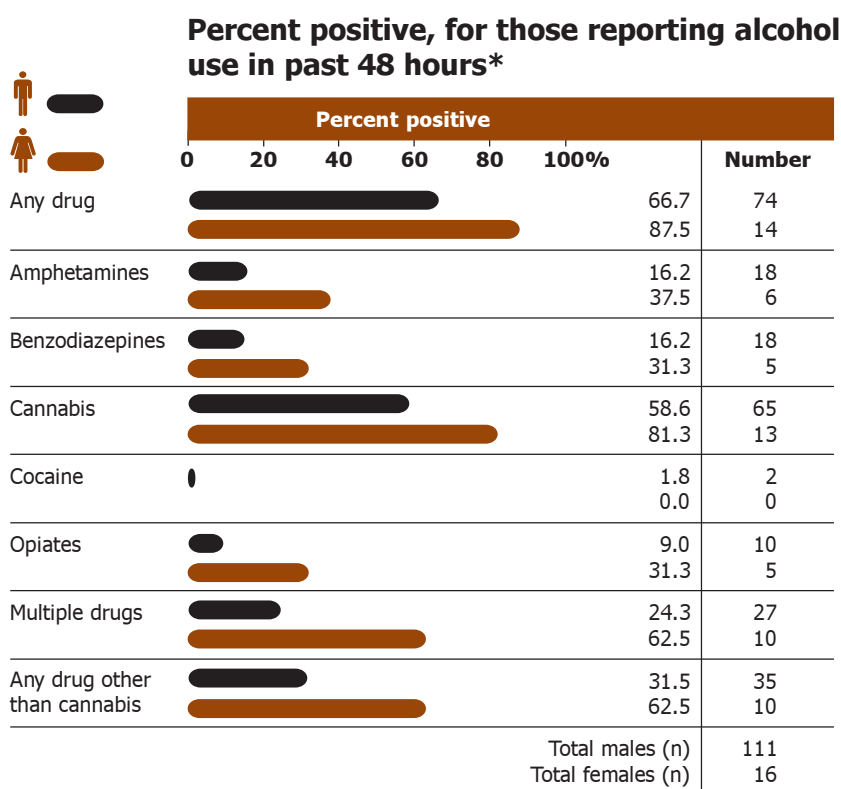 Percent positive, for those reporting alcohol
use in past 48 hours*
Percent positive
0 20 40 60 80 100% Number
Any drug 66.7 74
87.5 14
Amphetamines 16.2 18
37.5 6
Benzodiazepines 16.2 18
31.3 5
Cannabis 58.6 65
81.3 13
Cocaine 1.8 2
0.0 0
Opiates 9.0 10
31.3 5
Multiple drugs 24.3 27
62.5 10
Any drug other 31.5 35
than cannabis 62.5 10
Total males (n) 111
Total females (n) 16